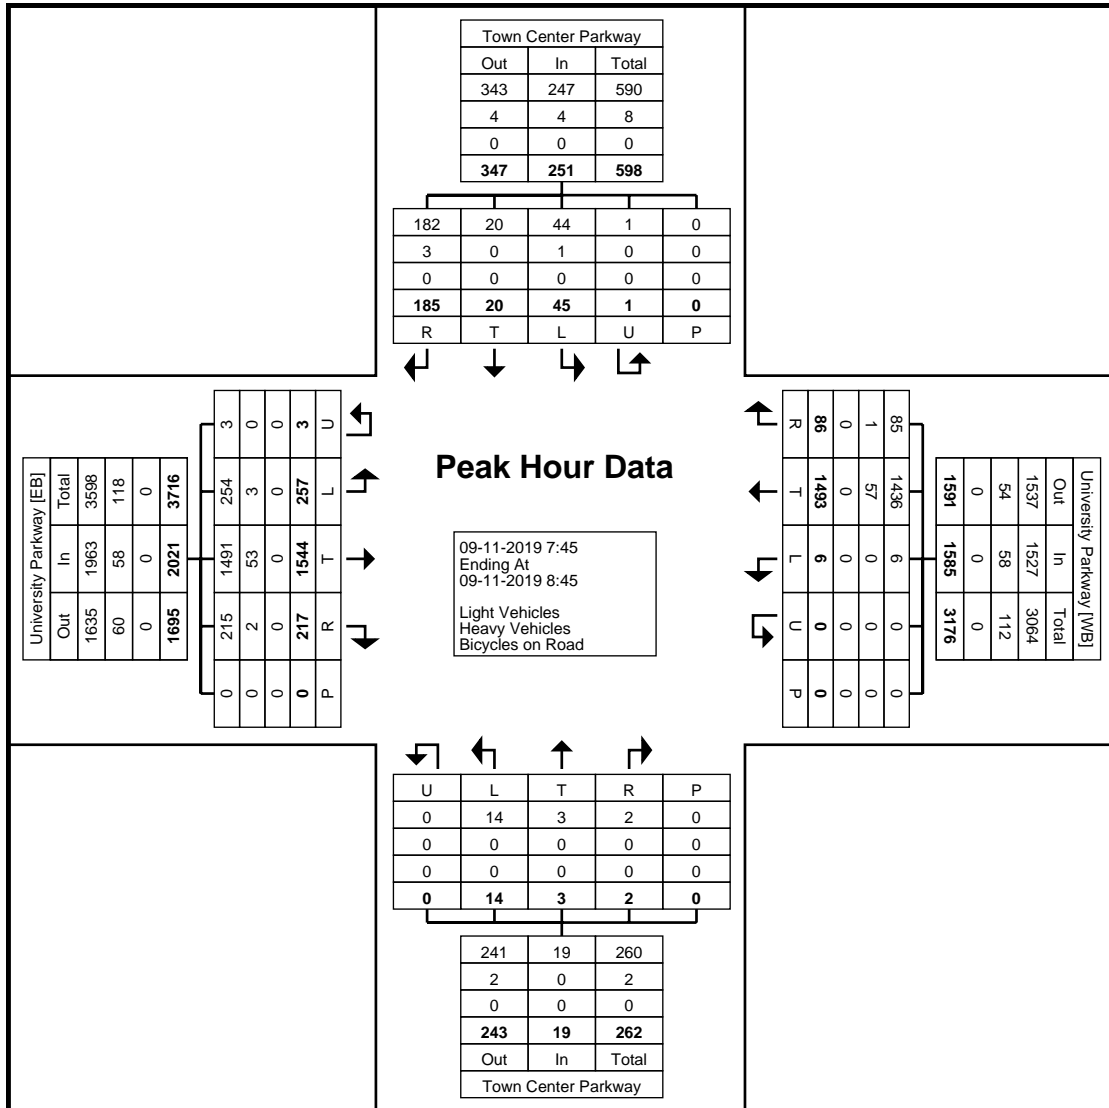 Town Center Parkway
Out In Total
343 247 590
4 4 8
0 0 0
347 251 598
182 20 44 1 0
3 0 1 0 0
0 0 0 0 0
185 20 45 1 0
R T L U P
University Parkway [EB]
Total In Out
3598 1963 1635
118 58 60
0 0 0
3716 2021 1695
3 254 1491 215 0
0 3 53 2 0
0 0 0 0 0
3 257 1544 217 0
U L T R P
Peak Hour Data
09-11-2019 7:45
Ending At
09-11-2019 8:45
Light Vehicles
Heavy Vehicles
Bicycles on Road
R T L U P
86 1493 6 0 0
0 0 0 0 0
1 57 0 0 0
85 1436 6 0 0
University Parkway [WB]
Out In Total
1537 1527 3064
54 58 112
0 0 0
1591 1585 3176
U L T R P
0 14 3 2 0
0 0 0 0 0
0 0 0 0 0
0 14 3 2 0
241 19 260
2 0 2
0 0 0
243 19 262
Out In Total
Town Center Parkway